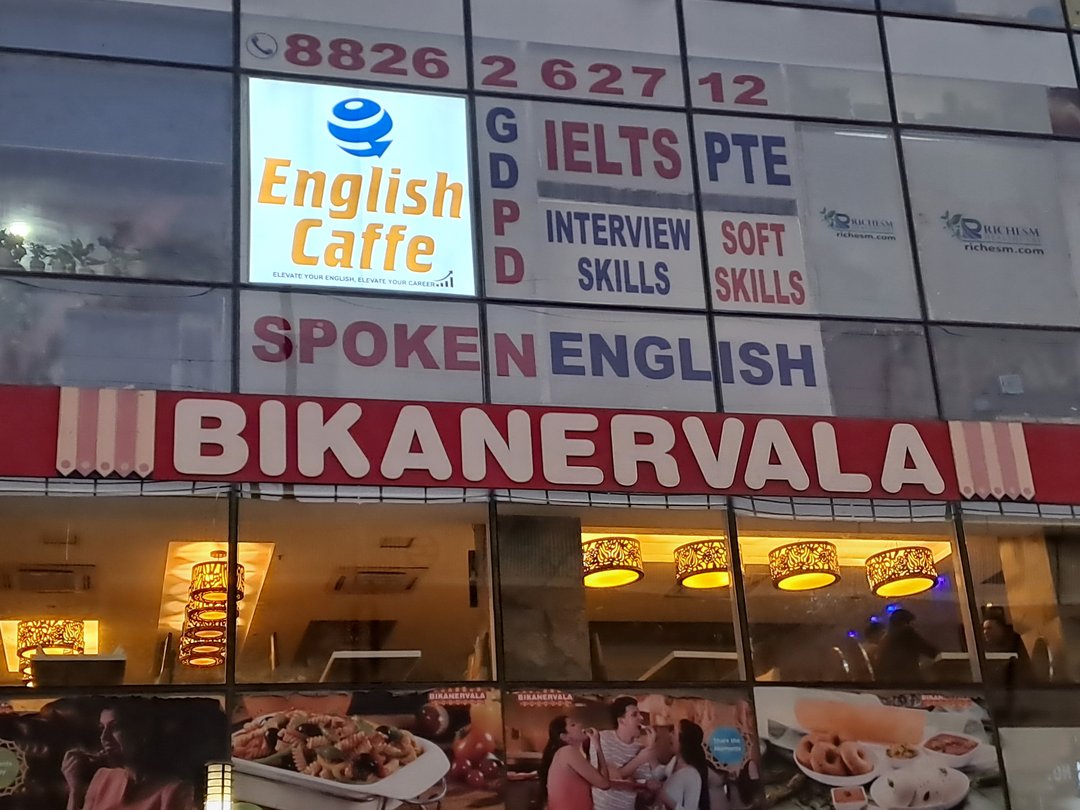 8826 2 627 12
English
Caffe
ELEVATE YOUR ENGLISH, ELEVATE YOUR CAREER
GDPD
IELTS
PTE
INTERVIEW
SKILLS
SOFT
SKILLS
RICHESM
richesm.com
RICHESM
richesm.com
SPOKEN ENGLISH
BIKANERVALA
BIKANERVALA
BIKANERVALA
Share the
moments